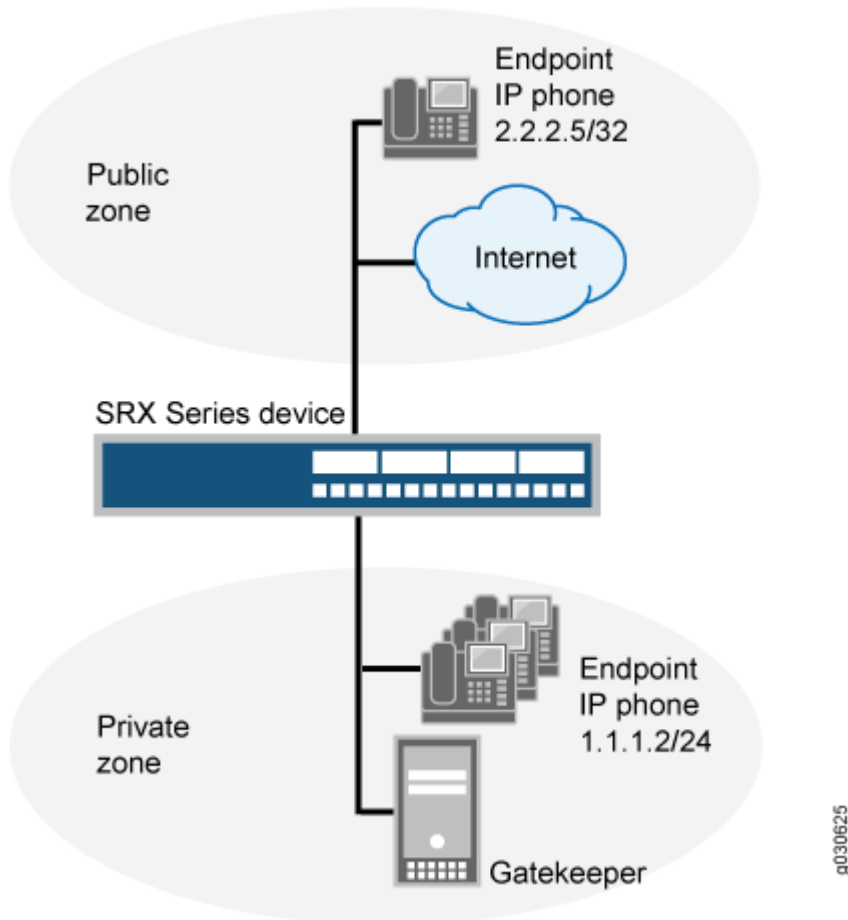 Endpoint
IP phone
2.2.2.5/32
Public
zone
Internet
SRX Series device
Endpoint
IP phone
1.1.1.2/24
Private
zone
Gatekeeper
g030625